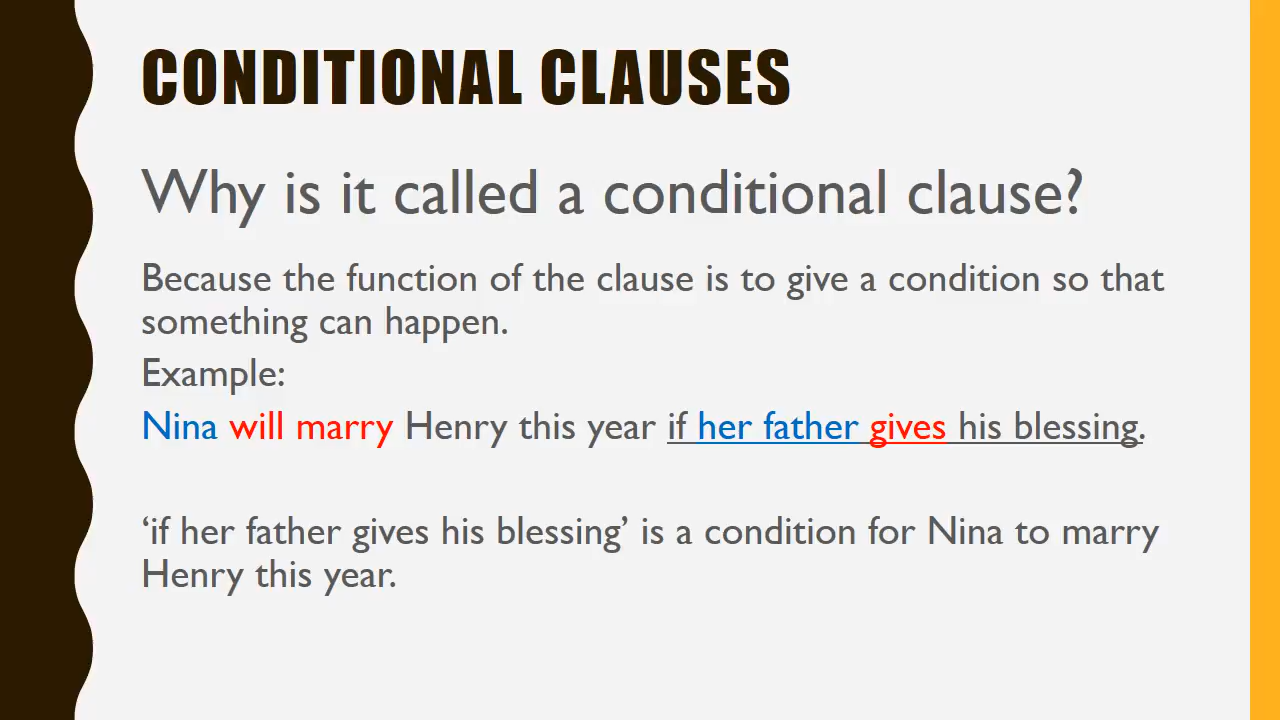 CONDITIONAL CLAUSES
Why is it called a conditional clause?
Because the function of the clause is to give a condition so that
something can happen.
Example:
Nina will marry Henry this year if her father gives his blessing.
‘if her father gives his blessing’ is a condition for Nina to marry
Henry this year.